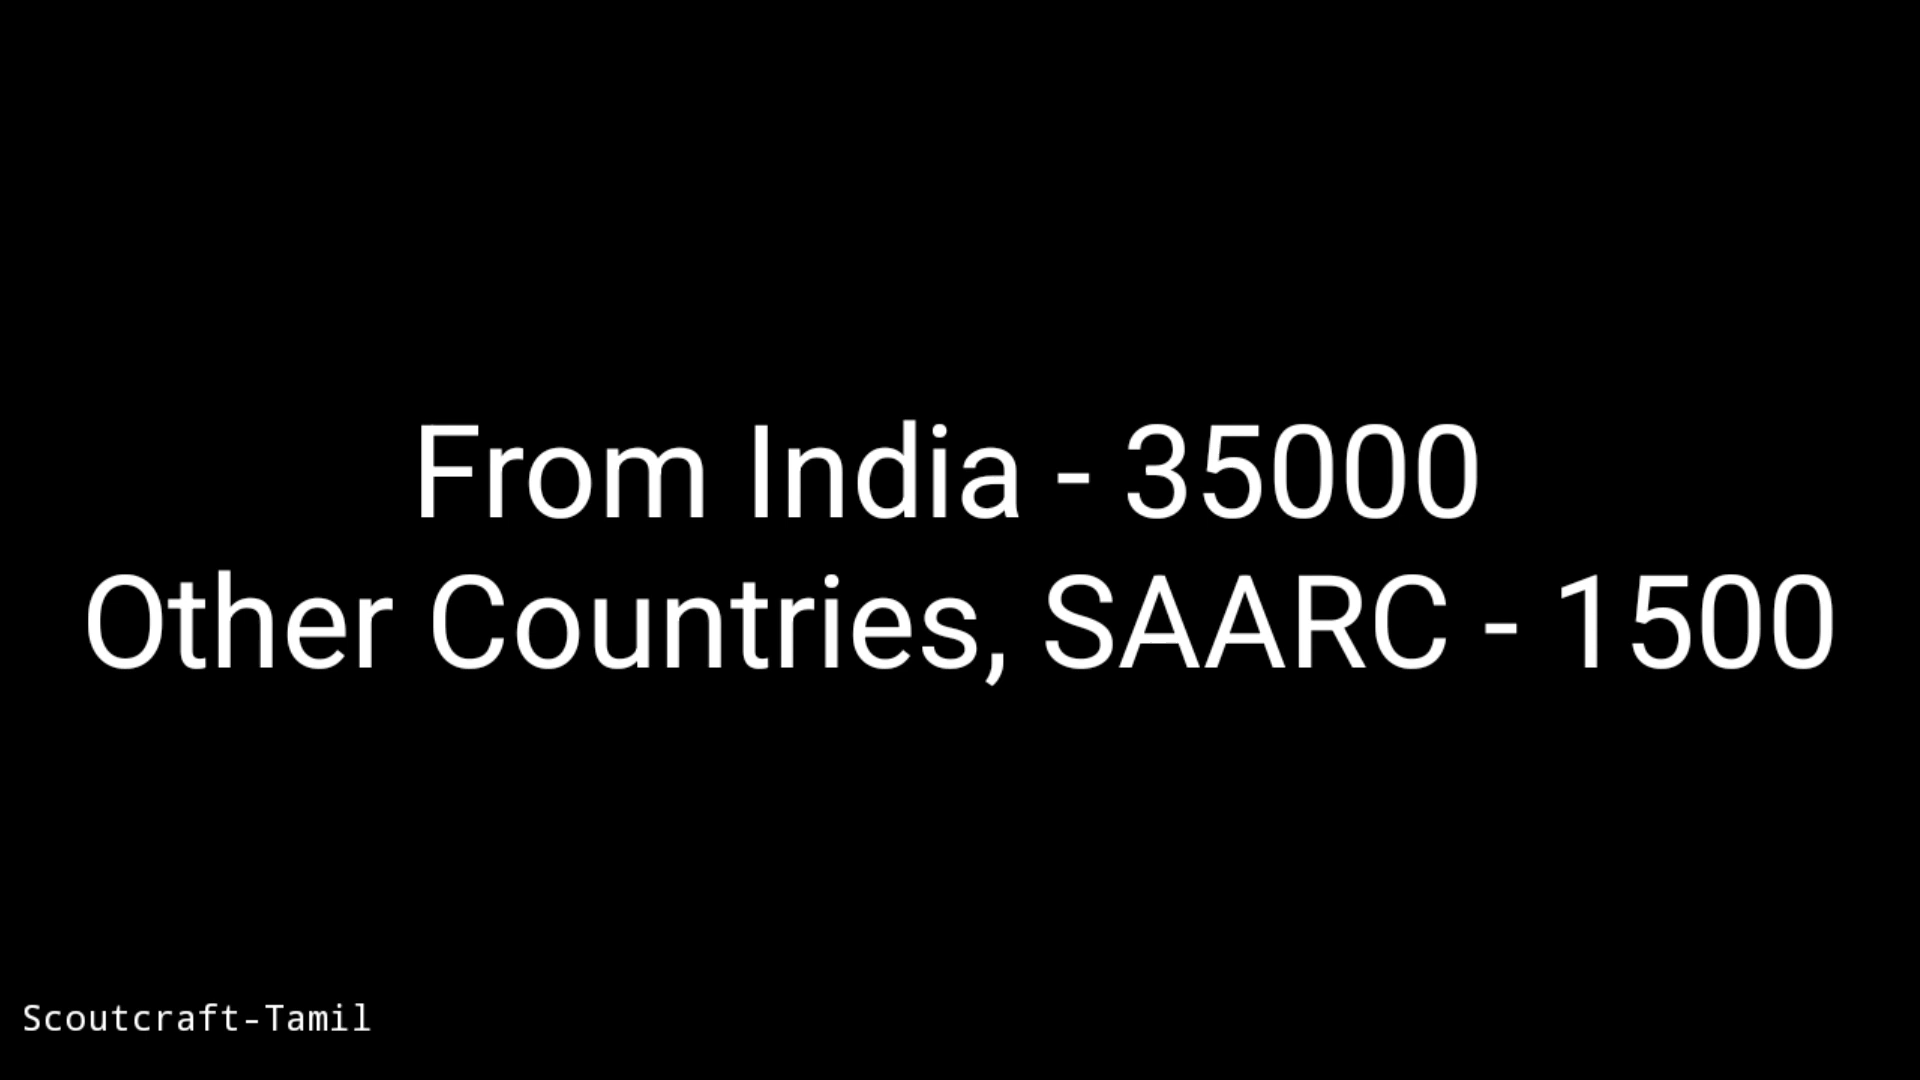 From India - 35000
Other Countries, SAARC - 1500
Scoutcraft-Tamil